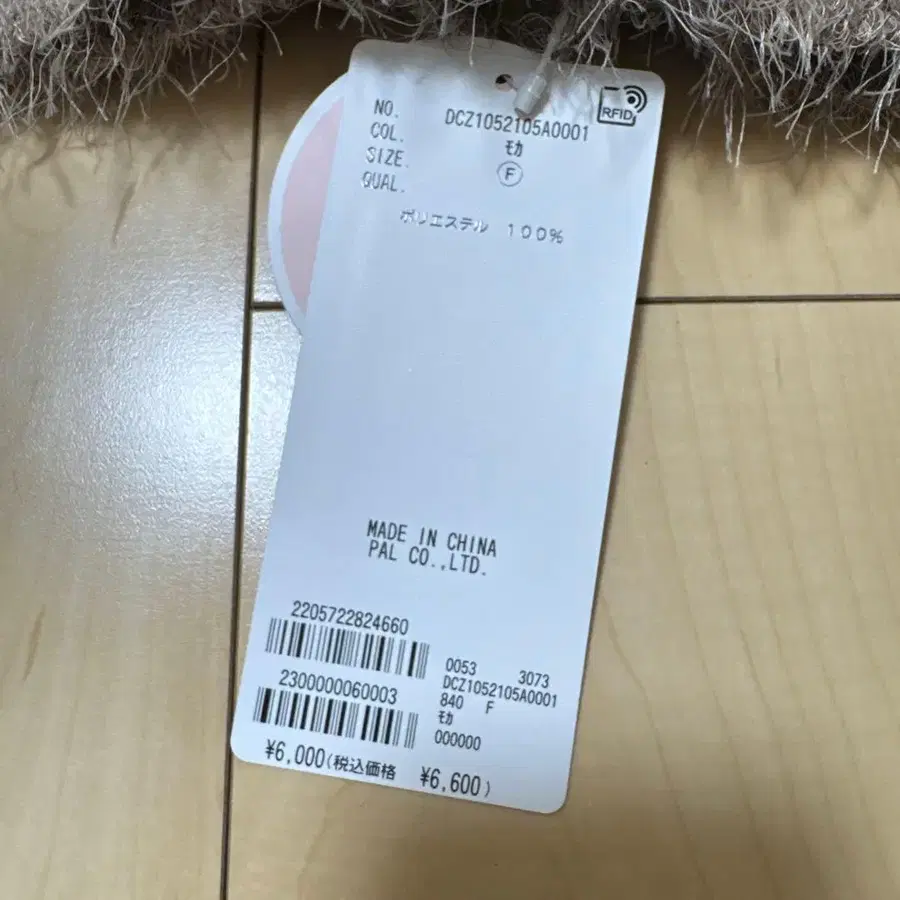 NO. DCZ1052105A0001
COL. ﾓｶ
SIZE. F
QUAL.
ポリエステル 100%
RFID
MADE IN CHINA
PAL CO.,LTD.
2205722824660
2300000060003
0053 3073
DCZ1052105A0001
840 F
ﾓｶ
000000
¥6,000(税込価格 ¥6,600)